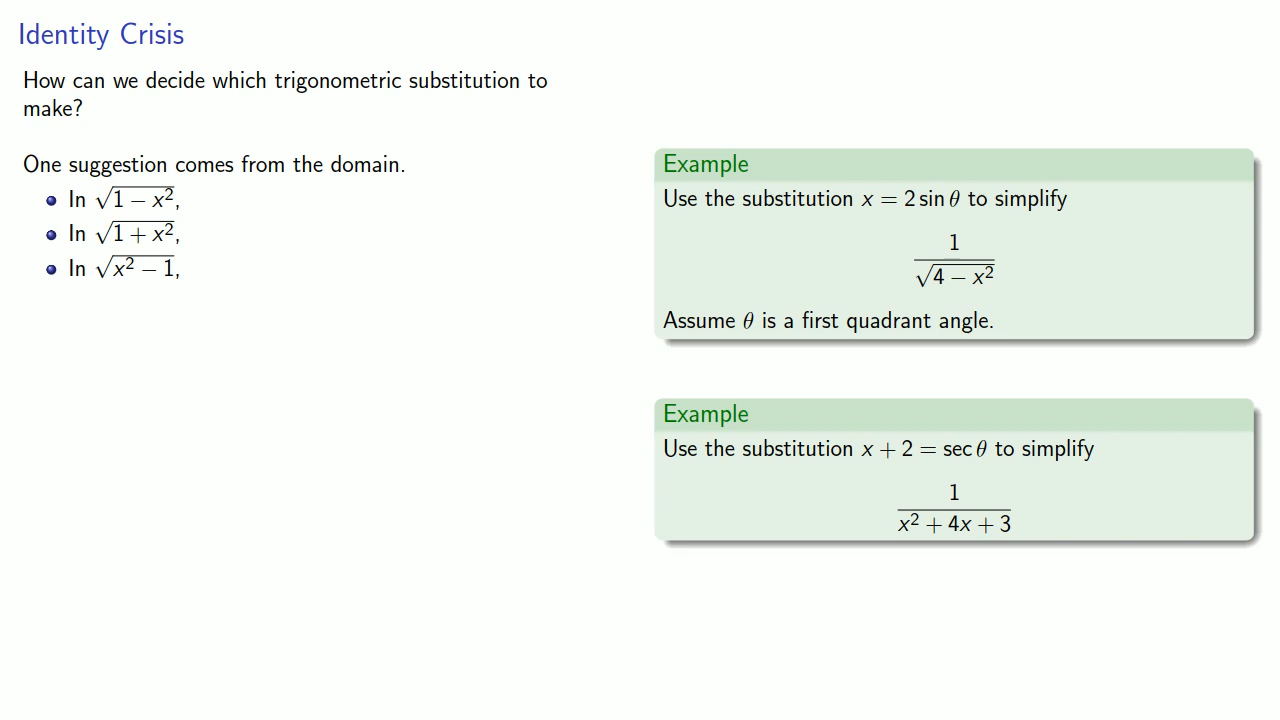 Identity Crisis
How can we decide which trigonometric substitution to
make?
One suggestion comes from the domain.
In √(1 − x²),
In √(1 + x²),
In √(x² − 1),
Example
Use the substitution x = 2 sin θ to simplify
1
√(4 − x²)
Assume θ is a first quadrant angle.
Example
Use the substitution x + 2 = sec θ to simplify
1
x² + 4x + 3